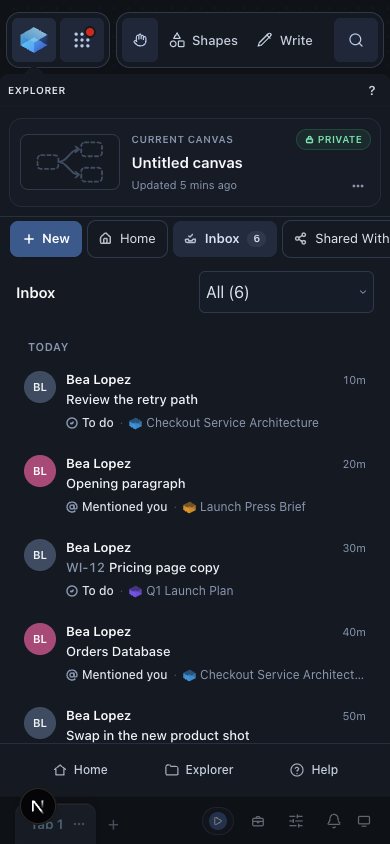 Shapes
Write
EXPLORER
?
CURRENT CANVAS
PRIVATE
Untitled canvas
Updated 5 mins ago
+ New
Home
Inbox 6
Shared With
Inbox
All (6)
TODAY
BL
Bea Lopez
10m
Review the retry path
To do · Checkout Service Architecture
BL
Bea Lopez
20m
Opening paragraph
@ Mentioned you · Launch Press Brief
BL
Bea Lopez
30m
WI-12 Pricing page copy
To do · Q1 Launch Plan
BL
Bea Lopez
40m
Orders Database
@ Mentioned you · Checkout Service Architect...
BL
Bea Lopez
50m
Swap in the new product shot
Home
Explorer
Help
N
Tab 1